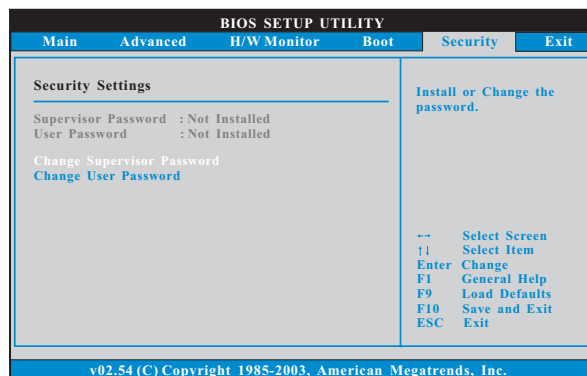 BIOS SETUP UTILITY
Main Advanced H/W Monitor Boot Security Exit
Security Settings
Supervisor Password : Not Installed
User Password : Not Installed
Change Supervisor Password
Change User Password
Install or Change the
password.
←→ Select Screen
↑↓ Select Item
Enter Change
F1 General Help
F9 Load Defaults
F10 Save and Exit
ESC Exit
v02.54 (C) Copyright 1985-2003, American Megatrends, Inc.